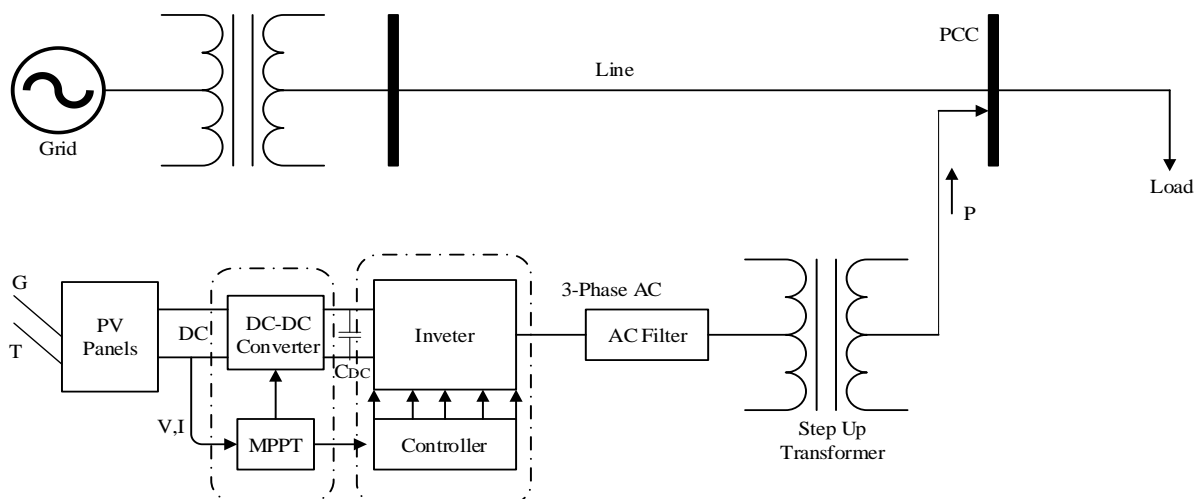 PCC
Line
Grid
Load
P
G
T
PV
Panels
DC
DC-DC
Converter
CDC
Inveter
3-Phase AC
AC Filter
V,I
MPPT
Controller
Step Up
Transformer